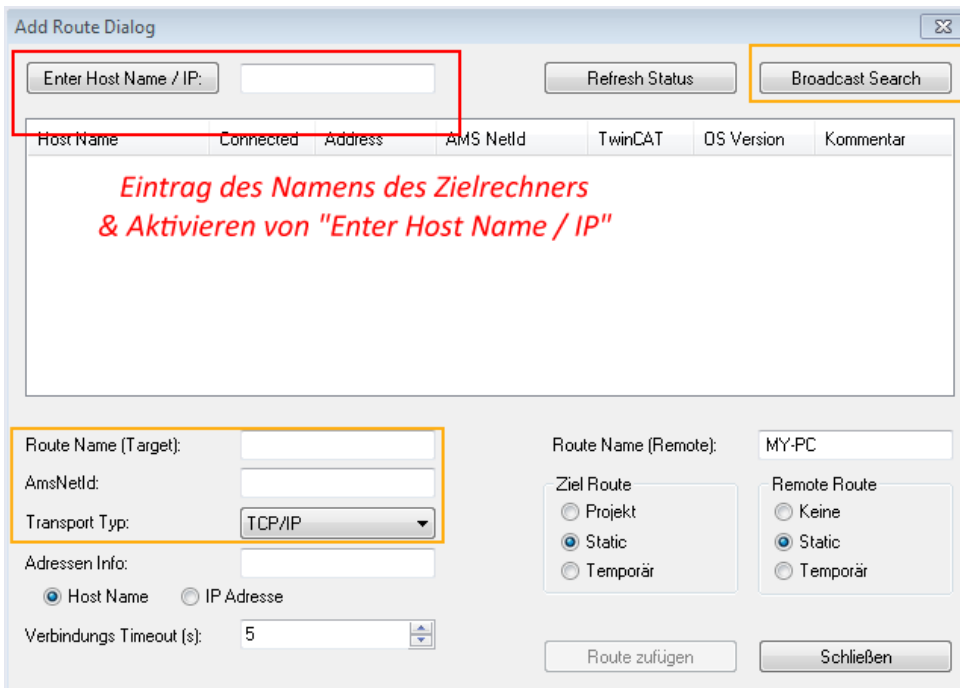 Add Route Dialog
Enter Host Name / IP:
Refresh Status
Broadcast Search
Host Name Connected Address AMS NetId TwinCAT OS Version Kommentar
Eintrag des Namens des Zielrechners
& Aktivieren von "Enter Host Name / IP"
Route Name (Target):
AmsNetId:
Transport Typ: TCP/IP
Adressen Info:
Host Name IP Adresse
Verbindungs Timeout (s): 5
Route Name (Remote): MY-PC
Ziel Route
Projekt
Static
Temporär
Remote Route
Keine
Static
Temporär
Route zufügen
Schließen